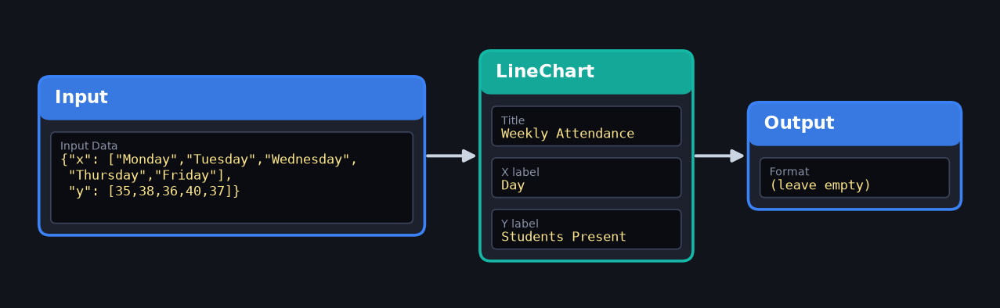 Input
Input Data
{"x": ["Monday","Tuesday","Wednesday",
"Thursday","Friday"],
"y": [35,38,36,40,37]}
LineChart
Title
Weekly Attendance
X label
Day
Y label
Students Present
Output
Format
(leave empty)